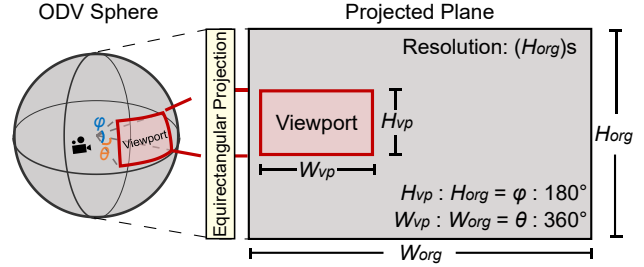 ODV Sphere
Projected Plane
Equirectangular Projection
Resolution: (Horg)s
φ
θ
Viewport
Viewport
Hvp
Wvp
Horg
Hvp : Horg = φ : 180°
Wvp : Worg = θ : 360°
Worg